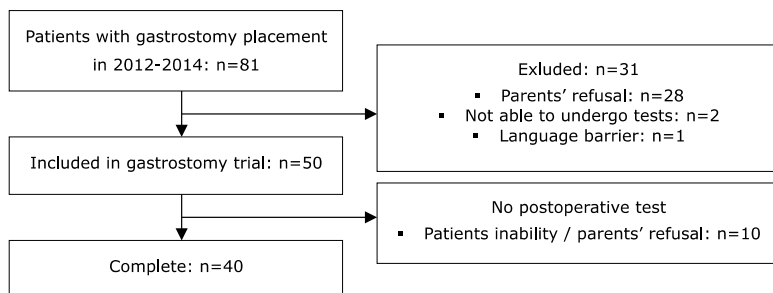 Patients with gastrostomy placement
in 2012-2014: n=81
Exluded: n=31
▪ Parents’ refusal: n=28
▪ Not able to undergo tests: n=2
▪ Language barrier: n=1
Included in gastrostomy trial: n=50
No postoperative test
▪ Patients inability / parents’ refusal: n=10
Complete: n=40